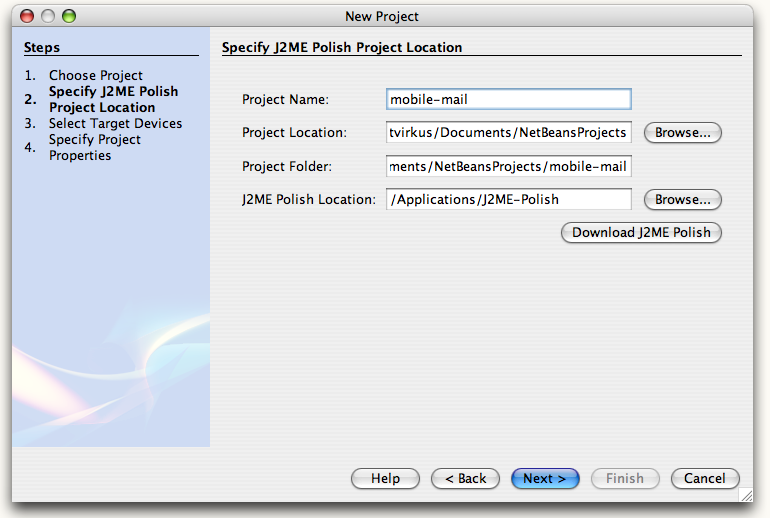 New Project
Steps
1. Choose Project
2. Specify J2ME Polish
Project Location
3. Select Target Devices
4. Specify Project
Properties
Specify J2ME Polish Project Location
Project Name: mobile-mail
Project Location: tvirkus/Documents/NetBeansProjects Browse...
Project Folder: ments/NetBeansProjects/mobile-mail
J2ME Polish Location: /Applications/J2ME-Polish Browse...
Download J2ME Polish
Help < Back Next > Finish Cancel